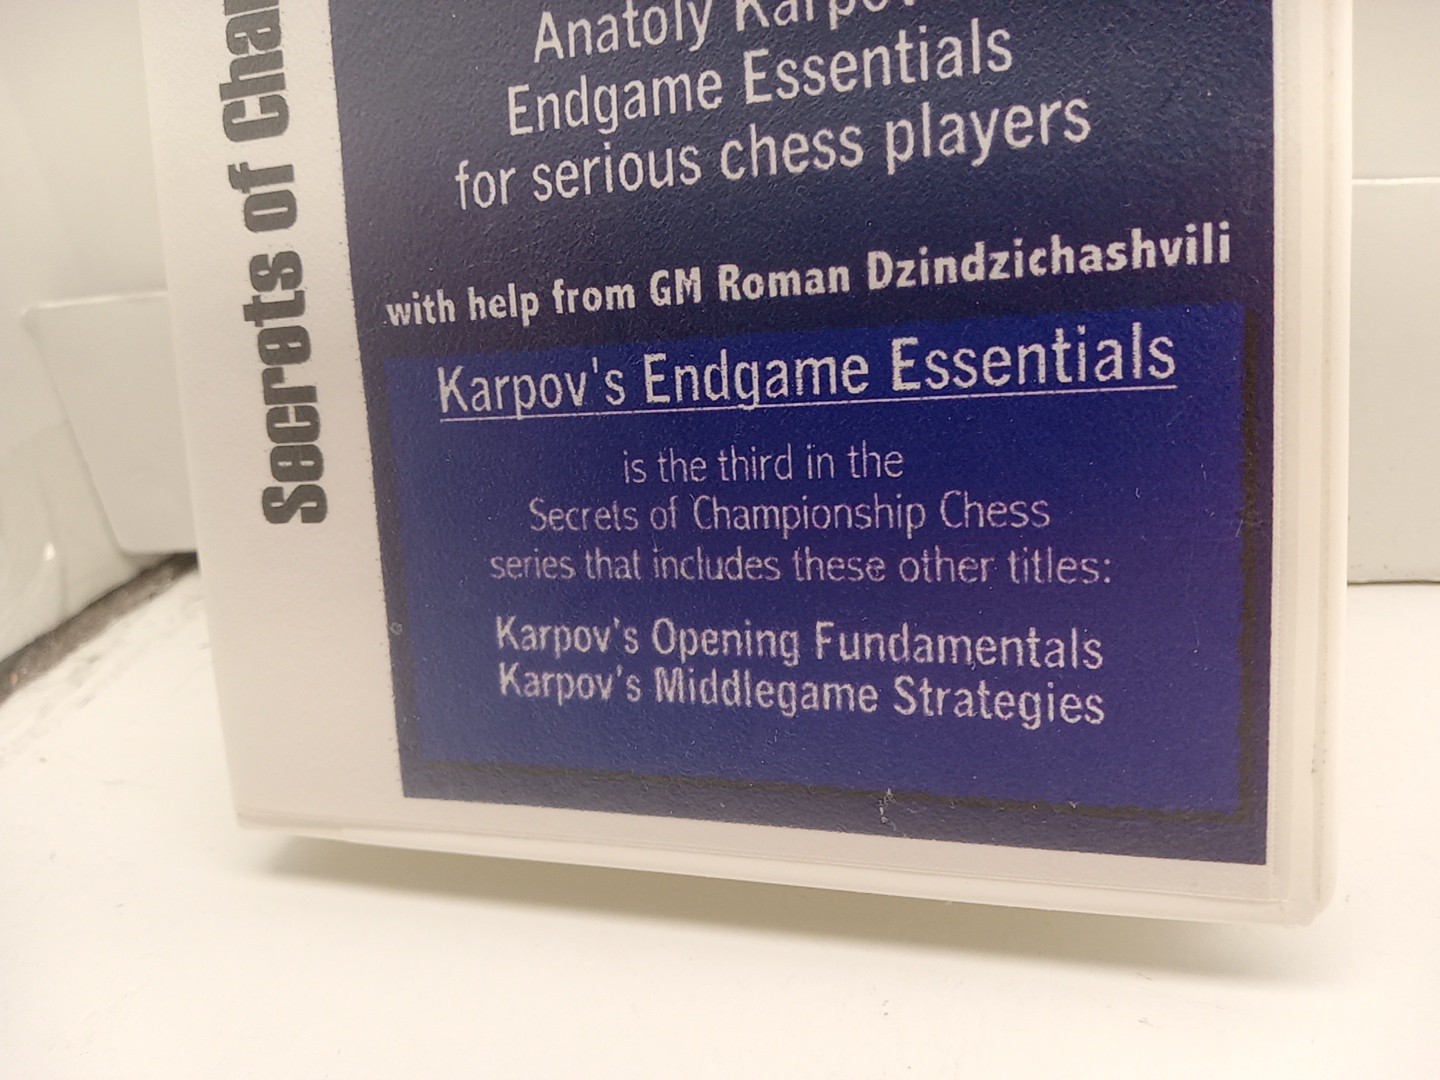 Secrets of Cha
Anatoly Karpov
Endgame Essentials
for serious chess players
with help from GM Roman Dzindzichashvili
Karpov's Endgame Essentials
is the third in the
Secrets of Championship Chess
series that includes these other titles:
Karpov's Opening Fundamentals
Karpov's Middlegame Strategies